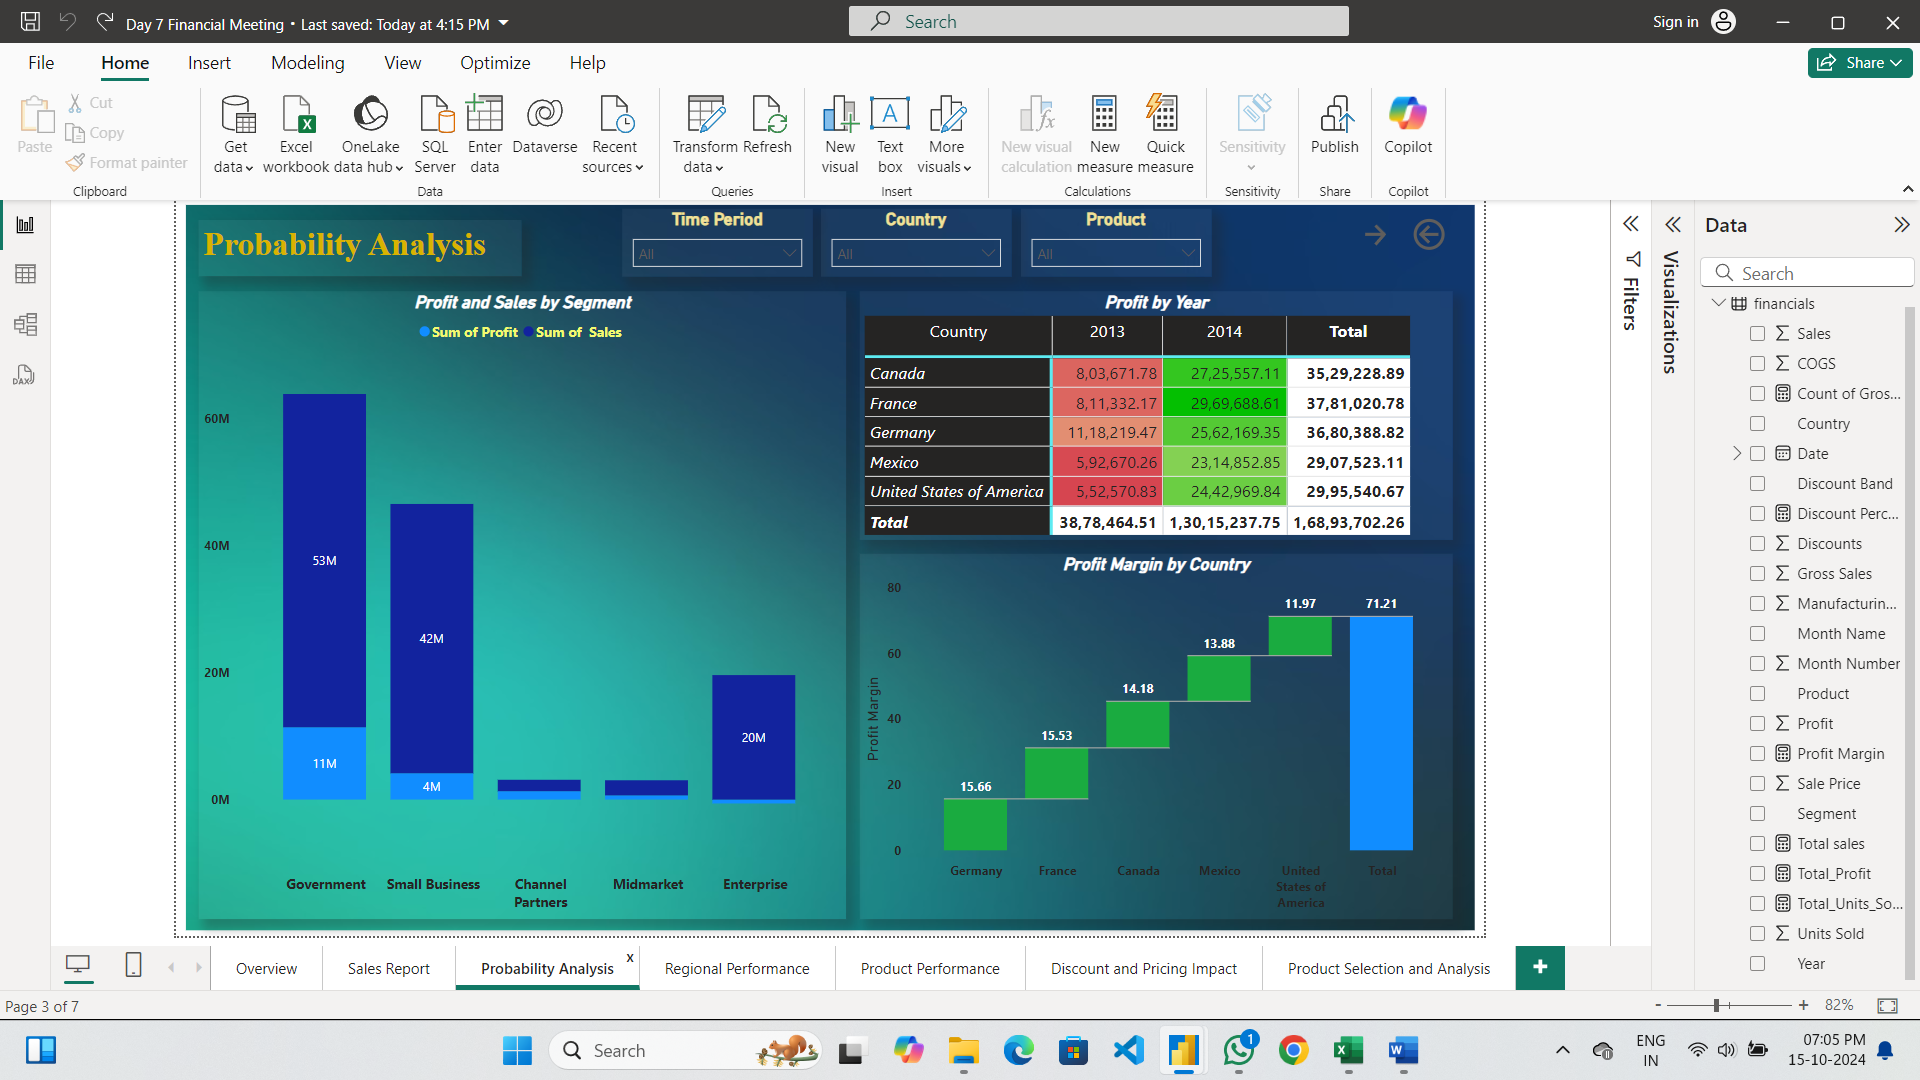 Day 7 Financial Meeting • Last saved: Today at 4:15 PM
Search
Sign in
File
Home
Insert
Modeling
View
Optimize
Help
Share
Paste
Cut
Copy
Format painter
Clipboard
Get data
Excel workbook
OneLake data hub
SQL Server
Enter data
Dataverse
Recent sources
Data
Transform data
Refresh
Queries
New visual
Text box
More visuals
Insert
New visual calculation
New measure
Quick measure
Calculations
Sensitivity
Sensitivity
Publish
Share
Copilot
Copilot
Probability Analysis
Time Period
All
Country
All
Product
All
Profit and Sales by Segment
Sum of Profit
Sum of Sales
60M
40M
20M
0M
53M
11M
42M
4M
20M
Government
Small Business
Channel Partners
Midmarket
Enterprise
Profit by Year
Country 2013 2014 Total
Canada 8,03,671.78 27,25,557.11 35,29,228.89
France 8,11,332.17 29,69,688.61 37,81,020.78
Germany 11,18,219.47 25,62,169.35 36,80,388.82
Mexico 5,92,670.26 23,14,852.85 29,07,523.11
United States of America 5,52,570.83 24,42,969.84 29,95,540.67
Total 38,78,464.51 1,30,15,237.75 1,68,93,702.26
Profit Margin by Country
Profit Margin
80
60
40
20
0
15.66
15.53
14.18
13.88
11.97
71.21
Germany
France
Canada
Mexico
United States of America
Total
Filters
Visualizations
Data
Search
financials
Sales
COGS
Count of Gros...
Country
Date
Discount Band
Discount Perc...
Discounts
Gross Sales
Manufacturin...
Month Name
Month Number
Product
Profit
Profit Margin
Sale Price
Segment
Total sales
Total_Profit
Total_Units_So...
Units Sold
Year
Overview
Sales Report
Probability Analysis
x
Regional Performance
Product Performance
Discount and Pricing Impact
Product Selection and Analysis
+
Page 3 of 7
- + 82%
Search
1
ENG
IN
07:05 PM
15-10-2024